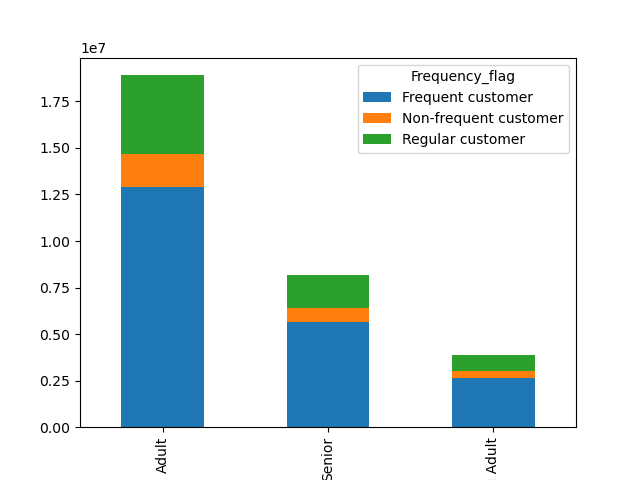 1e7
Frequency_flag
Frequent customer
Non-frequent customer
Regular customer
1.75
1.50
1.25
1.00
0.75
0.50
0.25
0.00
Adult
Senior
Adult